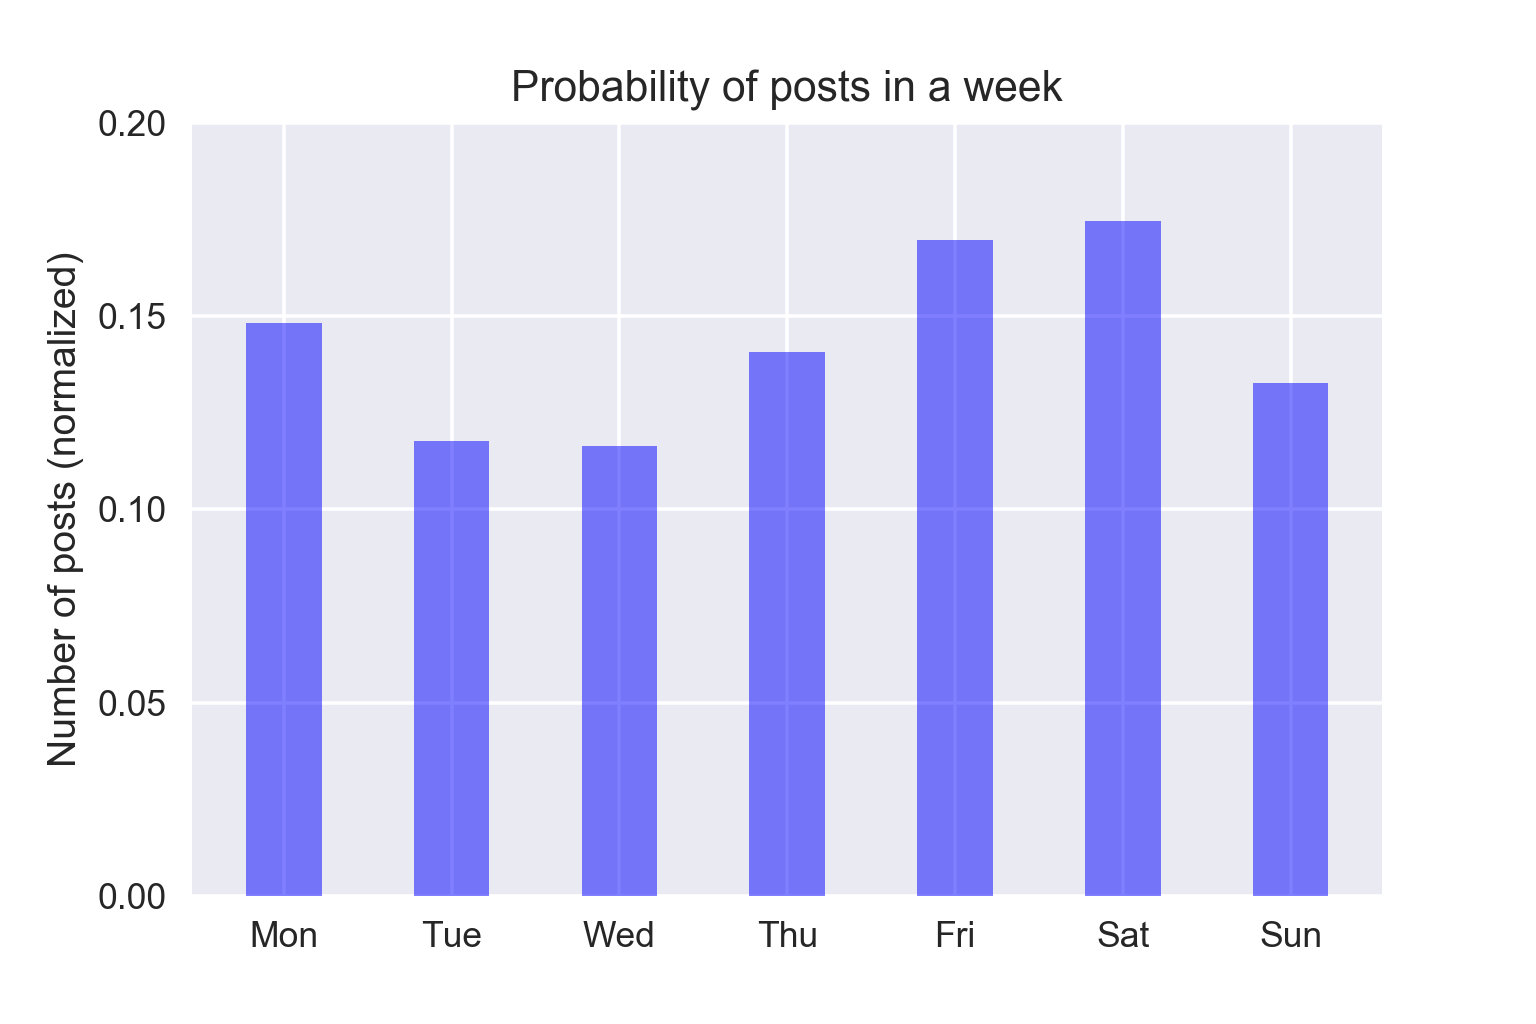 Probability of posts in a week
Number of posts (normalized)
0.20
0.15
0.10
0.05
0.00
Mon Tue Wed Thu Fri Sat Sun